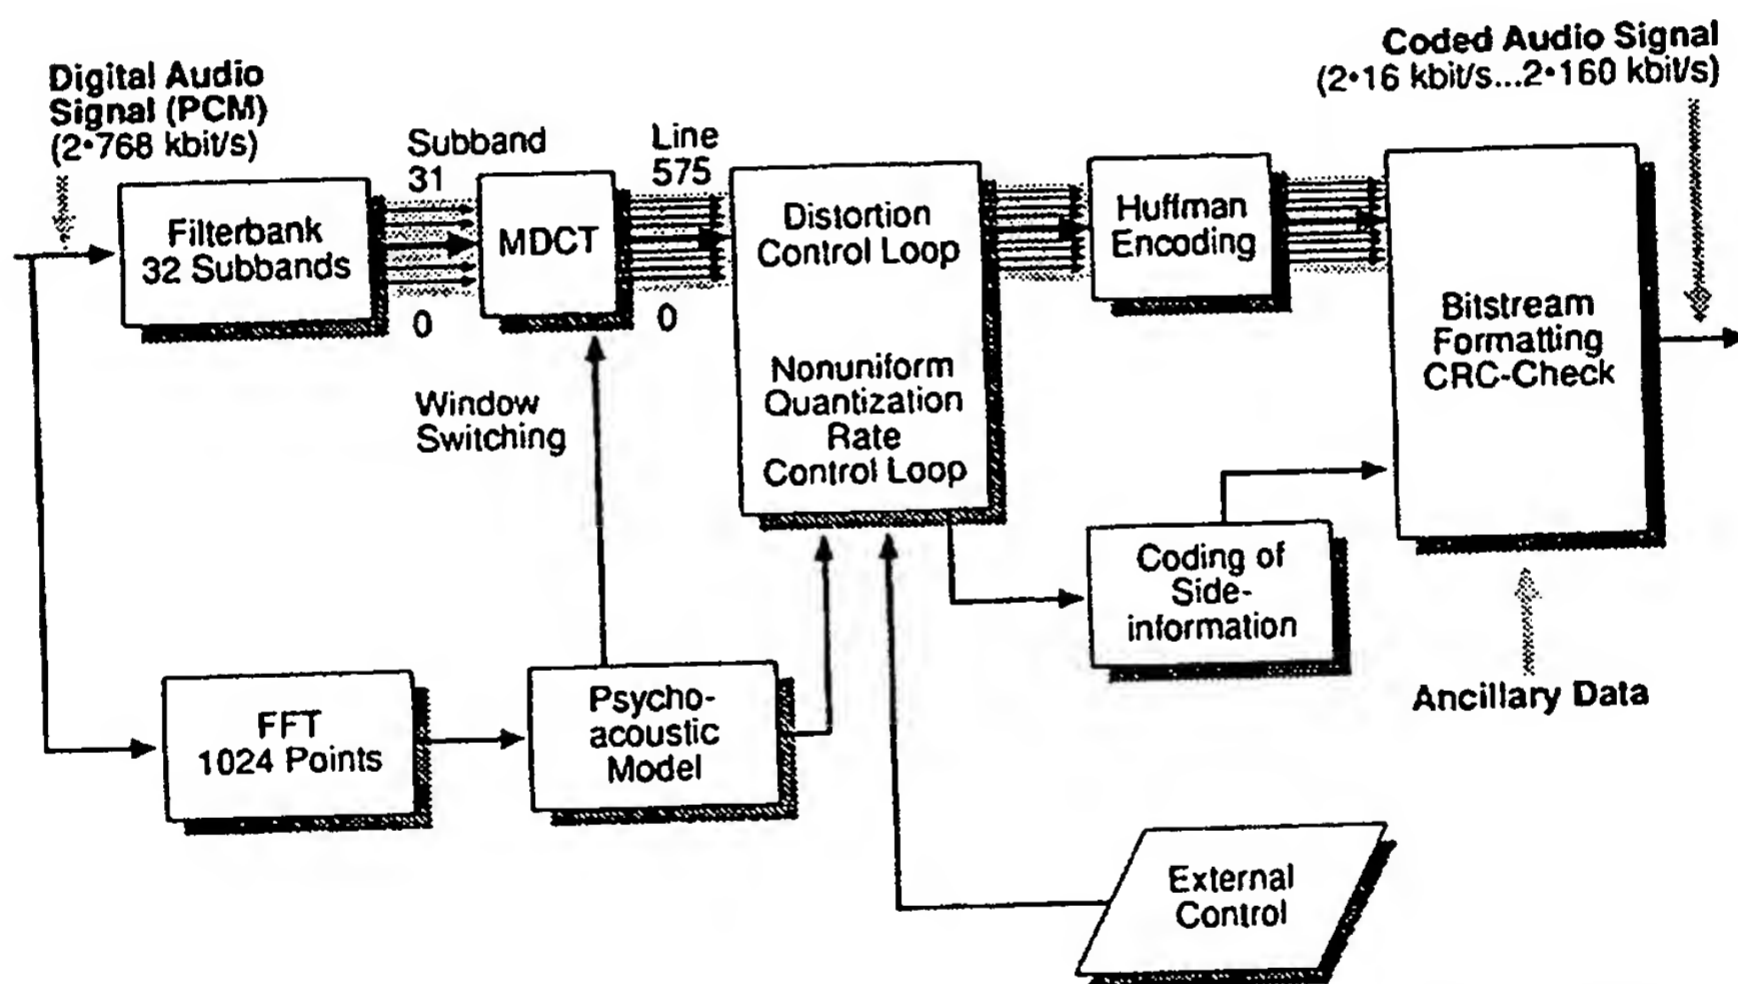 Digital Audio
Signal (PCM)
(2•768 kbit/s)
Coded Audio Signal
(2•16 kbit/s...2•160 kbit/s)
Subband
31
0
Line
575
0
Filterbank
32 Subbands
MDCT
Distortion
Control Loop
Nonuniform
Quantization
Rate
Control Loop
Huffman
Encoding
Bitstream
Formatting
CRC-Check
Window
Switching
Coding of
Side-
information
Ancillary Data
FFT
1024 Points
Psycho-
acoustic
Model
External
Control